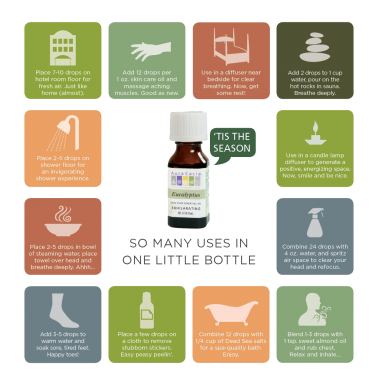 Place 7-10 drops on
hotel room floor for
fresh air. Just like
home (almost).
Add 12 drops per
1 oz. skin care oil and
massage aching
muscles. Good as new.
Use in a diffuser near
bedside for clear
breathing. Now, get
some rest!
Add 2 drops to 1 cup
water, pour on the
hot rocks in sauna.
Breathe deeply.
Place 2-5 drops on
shower floor for
an invigorating
shower experience.
'TIS THE
SEASON
Use in a candle lamp
diffuser to generate a
positive, energizing space.
Now, smile and be nice.
AuraCacia
Eucalyptus
Place 2-5 drops in bowl
of steaming water, place
towel over head and
breathe deeply. Ahhh...
SO MANY USES IN
ONE LITTLE BOTTLE
Combine 24 drops with
4 oz. water, and spritz
air space to clear your
head and refocus.
Add 3-5 drops to
warm water and
soak sore, tired feet.
Happy toes!
Place a few drops on
a cloth to remove
stubborn stickers.
Easy peasy peelin'.
Combine 12 drops with
1/4 cup of Dead Sea salts
for a spa-quality bath.
Enjoy.
Blend 1-3 drops with
1 tsp. sweet almond oil
and rub chest.
Relax and inhale...